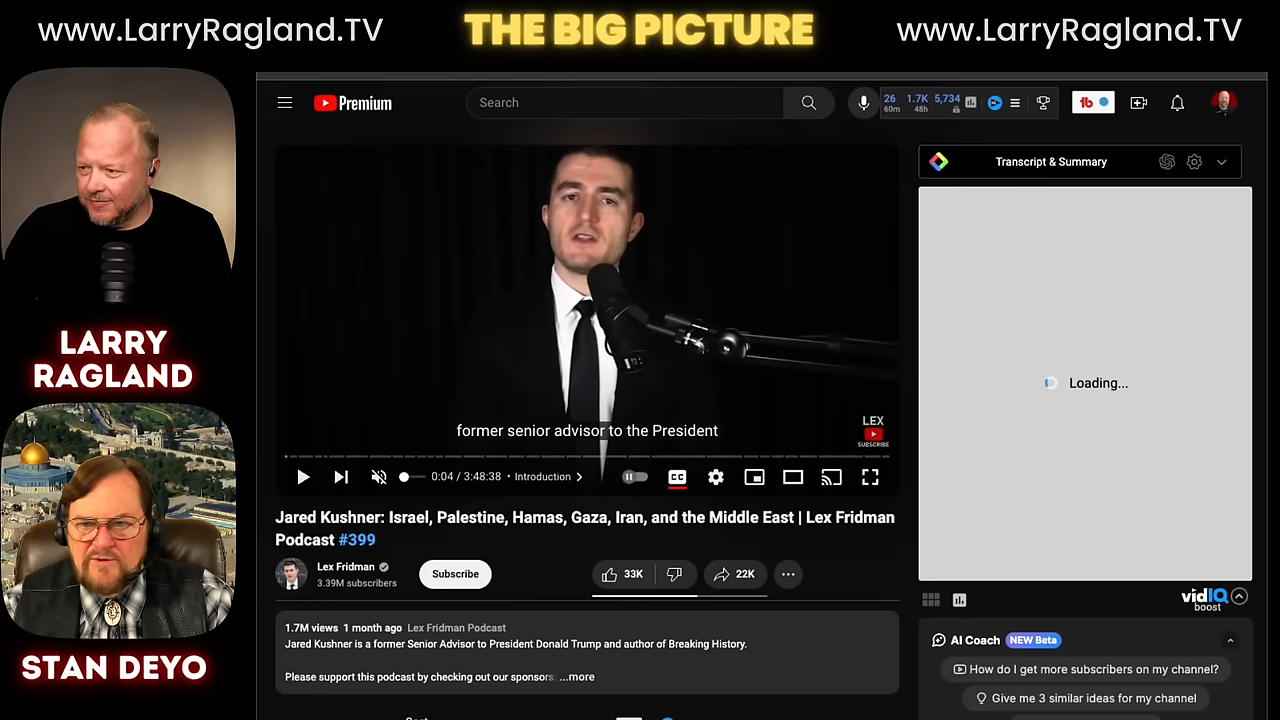 www.LarryRagland.TV
THE BIG PICTURE
www.LarryRagland.TV
Premium
Search
26
60m
1.7K
48h
5,734
tb
LARRY
RAGLAND
STAN DEYO
former senior advisor to the President
LEX
SUBSCRIBE
0:04 / 3:48:38 • Introduction
CC
Jared Kushner: Israel, Palestine, Hamas, Gaza, Iran, and the Middle East | Lex Fridman
Podcast #399
Lex Fridman
3.39M subscribers
Subscribe
33K
22K
1.7M views 1 month ago Lex Fridman Podcast
Jared Kushner is a former Senior Advisor to President Donald Trump and author of Breaking History.
Please support this podcast by checking out our sponsors: ...more
Transcript & Summary
Loading...
vidIQ
boost
AI Coach NEW Beta
How do I get more subscribers on my channel?
Give me 3 similar ideas for my channel